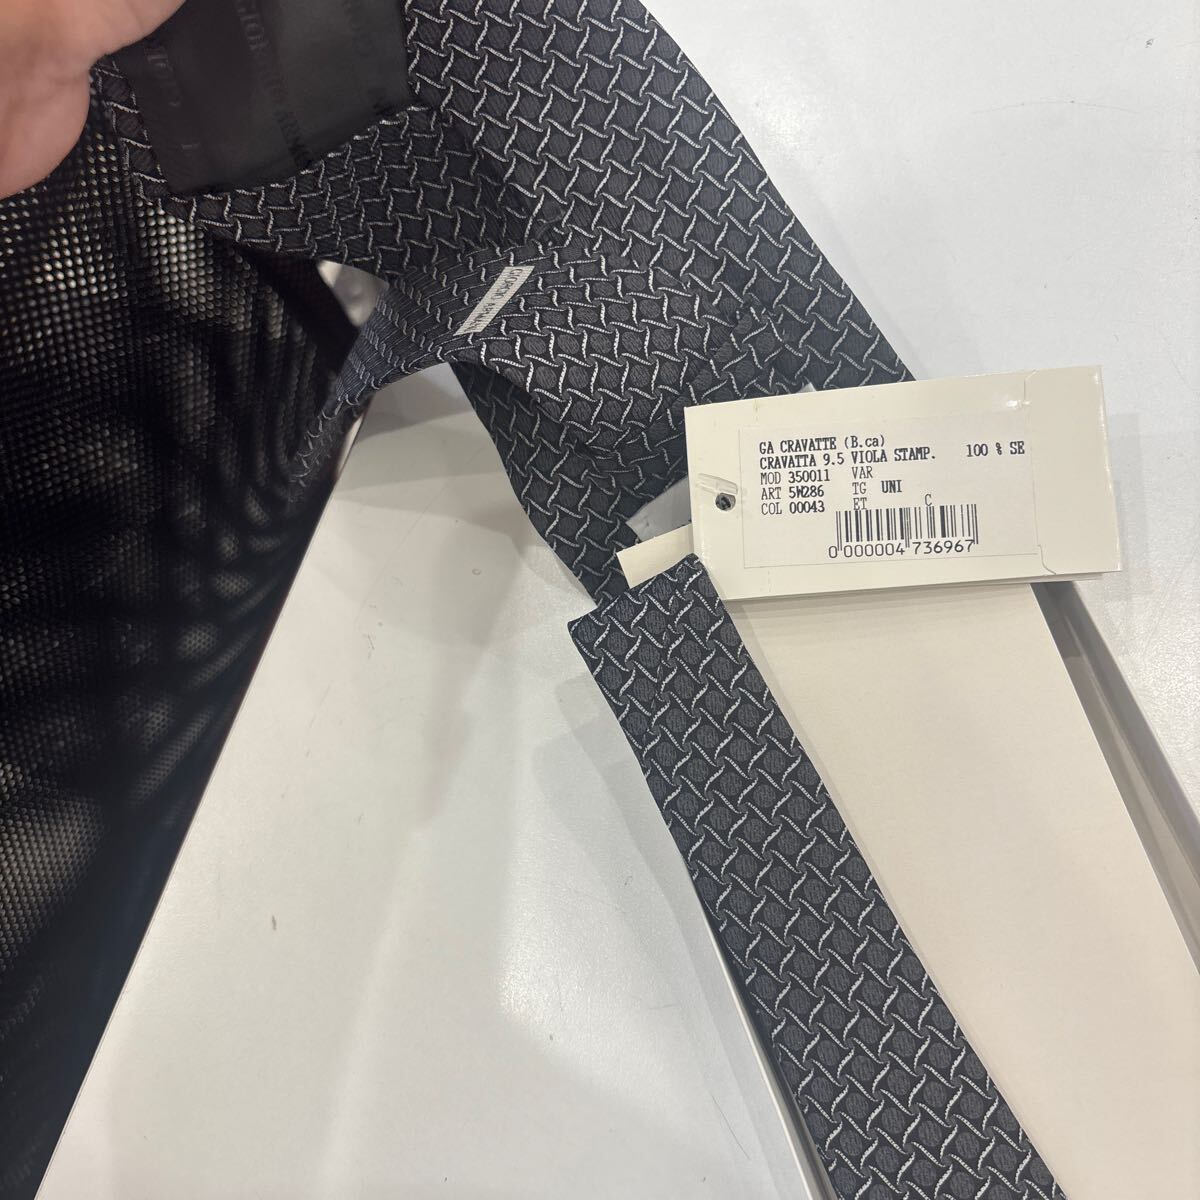 GIORGIO ARMANI
GA CRAVATTE (B.ca)
CRAVATTA 9.5 VIOLA STAMP. 100 % SE
MOD 350011 VAR
ART 5W286 TG UNI
COL 00043 ET C
0 000004 736967